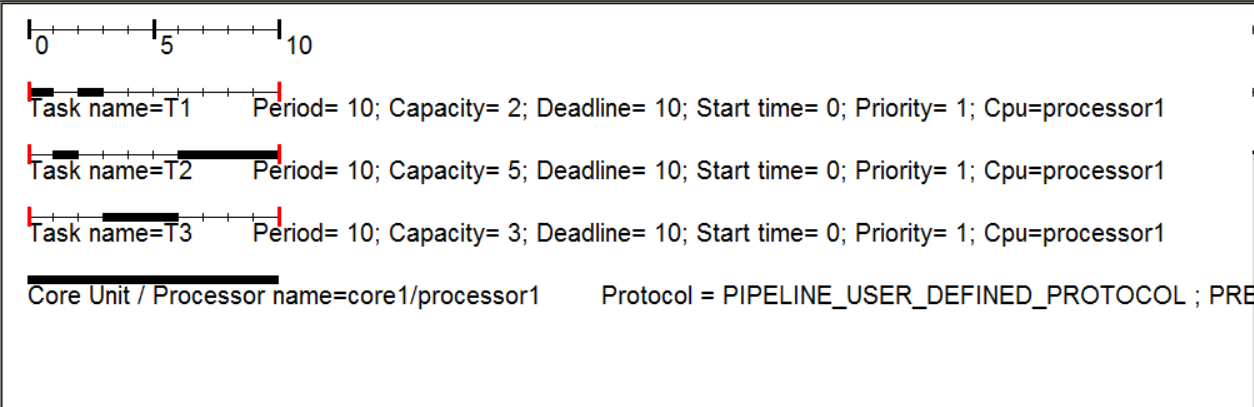 0 5 10
Task name=T1 Period= 10; Capacity= 2; Deadline= 10; Start time= 0; Priority= 1; Cpu=processor1
Task name=T2 Period= 10; Capacity= 5; Deadline= 10; Start time= 0; Priority= 1; Cpu=processor1
Task name=T3 Period= 10; Capacity= 3; Deadline= 10; Start time= 0; Priority= 1; Cpu=processor1
Core Unit / Processor name=core1/processor1 Protocol = PIPELINE_USER_DEFINED_PROTOCOL ; PRE